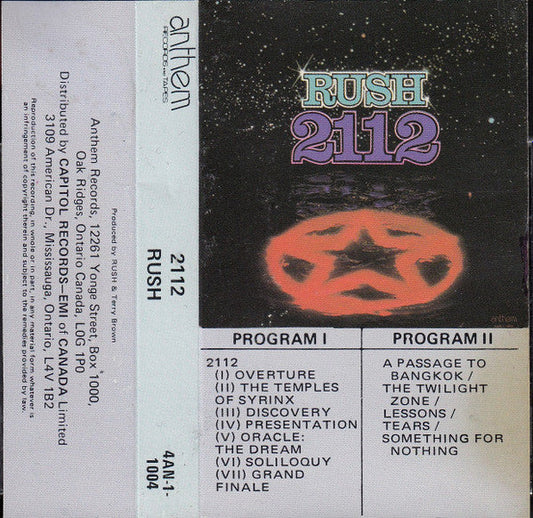 anthem
RECORDS AND TAPES
Anthem Records, 12261 Yonge Street, Box 1000,
Oak Ridges, Ontario Canada, L0G 1P0
Distributed by CAPITOL RECORDS–EMI of CANADA Limited
3109 American Dr., Mississauga, Ontario, L4V 1B2
Produced by RUSH & Terry Brown
Reproduction of this recording, in whole or in part, in any material form whatever is
an infringement of copyright therein and subject to the remedies provided by law.
2112
RUSH
4AN-1-
1004
RUSH
2112
anthem
PROGRAM I
2112
(I) OVERTURE
(II) THE TEMPLES
OF SYRINX
(III) DISCOVERY
(IV) PRESENTATION
(V) ORACLE:
THE DREAM
(VI) SOLILOQUY
(VII) GRAND
FINALE
PROGRAM II
A PASSAGE TO
BANGKOK /
THE TWILIGHT
ZONE /
LESSONS /
TEARS /
SOMETHING FOR
NOTHING